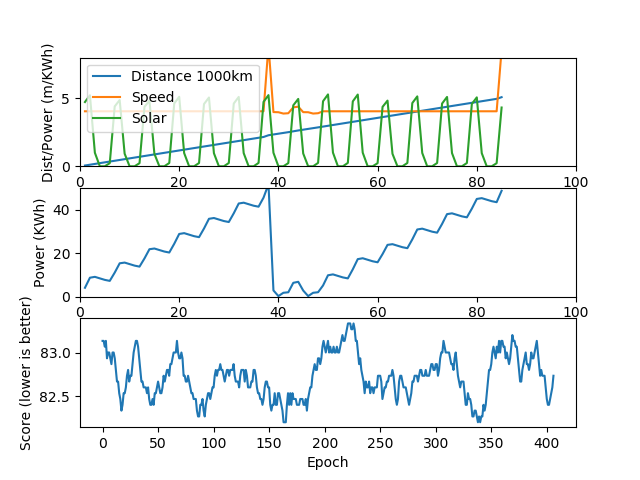 Dist/Power (m/KWh)
Distance 1000km
Speed
Solar
5
0
0 20 40 60 80 100
Power (KWh)
40
20
0
0 20 40 60 80 100
Score (lower is better)
83.0
82.5
0 50 100 150 200 250 300 350 400
Epoch